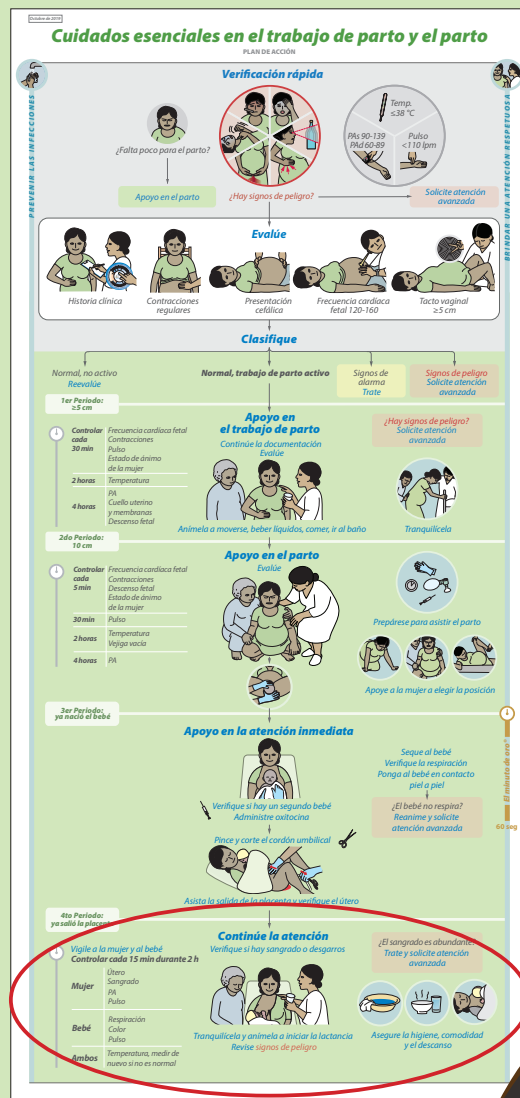 Octubre de 2019
Cuidados esenciales en el trabajo de parto y el parto
PLAN DE ACCIÓN
PREVENIR LAS INFECCIONES
BRINDAR UNA ATENCIÓN RESPETUOSA
Verificación rápida
¿Falta poco para el parto?
Temp.
≤38 °C
PAs 90-139
PAd 60-89
Pulso
<110 lpm
Apoyo en el parto
¿Hay signos de peligro?
Solicite atención
avanzada
Evalúe
Historia clínica
Contracciones
regulares
Presentación
cefálica
Frecuencia cardiaca
fetal 120-160
Tacto vaginal
≥5 cm
Clasifique
Normal, no activo
Reevalúe
Normal, trabajo de parto activo
Signos de
alarma
Trate
Signos de peligro
Solicite atención
avanzada
1er Periodo:
≥5 cm
Controlar
cada
30 min
Frecuencia cardíaca fetal
Contracciones
Pulso
Estado de ánimo
de la mujer
2 horas
Temperatura
4 horas
PA
Cuello uterino
y membranas
Descenso fetal
Apoyo en
el trabajo de parto
Continúe la documentación
Evalúe
Anímela a moverse, beber líquidos, comer, ir al baño
¿Hay signos de peligro?
Solicite atención
avanzada
Tranquilícela
2do Periodo:
10 cm
Controlar
cada
5 min
Frecuencia cardíaca fetal
Contracciones
Descenso fetal
Estado de ánimo
de la mujer
30 min
Pulso
2 horas
Temperatura
Vejiga vacía
4 horas
PA
Apoyo en el parto
Evalúe
Prepárese para asistir el parto
Apoye a la mujer a elegir la posición
3er Periodo:
ya nació el bebé
Apoyo en la atención inmediata
Verifique si hay un segundo bebé
Administre oxitocina
Pince y corte el cordón umbilical
Asista la salida de la placenta y verifique el útero
Seque al bebé
Verifique la respiración
Ponga al bebé en contacto
piel a piel
¿El bebé no respira?
Reanime y solicite
atención avanzada
El minuto de oro®
60 seg
4to Periodo:
ya salió la placenta
Vigile a la mujer y al bebé
Controlar cada 15 min durante 2 h
Mujer
Útero
Sangrado
PA
Pulso
Bebé
Respiración
Color
Pulso
Ambos
Temperatura, medir de
nuevo si no es normal
Continúe la atención
Verifique si hay sangrado o desgarros
Tranquilícela y anímela a iniciar la lactancia
Revise signos de peligro
¿El sangrado es abundante?
Trate y solicite atención
avanzada
Asegure la higiene, comodidad
y el descanso